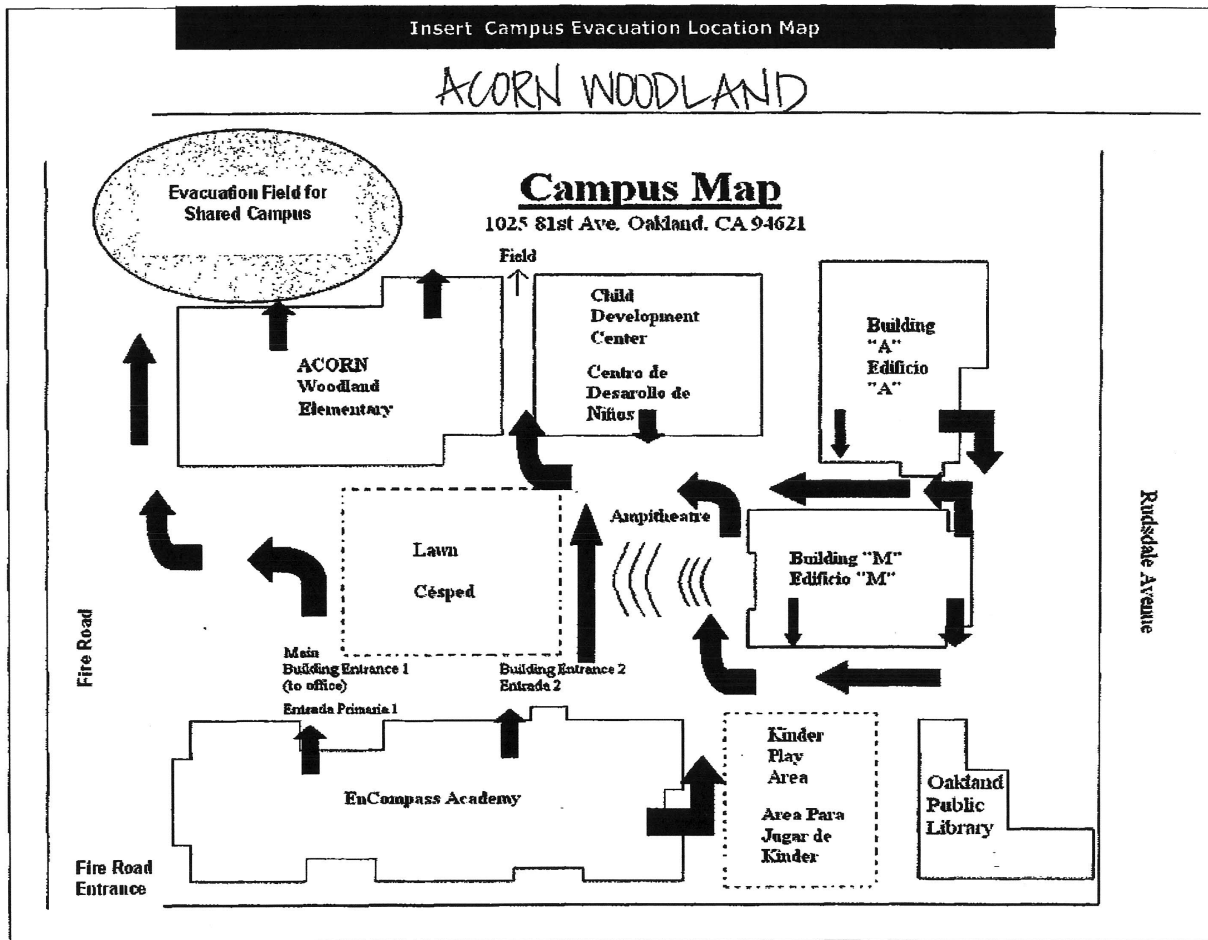 Insert Campus Evacuation Location Map
ACORN WOODLAND
Evacuation Field for
Shared Campus
Campus Map
1025 81st Ave, Oakland, CA 94621
Field
Child
Development
Center
Centro de
Desarollo de
Niños
Building
"A"
Edificio
"A"
ACORN
Woodland
Elementary
Ampitheatre
Lawn
Césped
Building "M"
Edificio "M"
Rudsdale Avenue
Fire Road
Main
Building Entrance 1
(to office)
Entrada Primaria 1
Building Entrance 2
Entrada 2
Kinder
Play
Area
Area Para
Jugar de
Kinder
EnCompass Academy
Oakland
Public
Library
Fire Road
Entrance